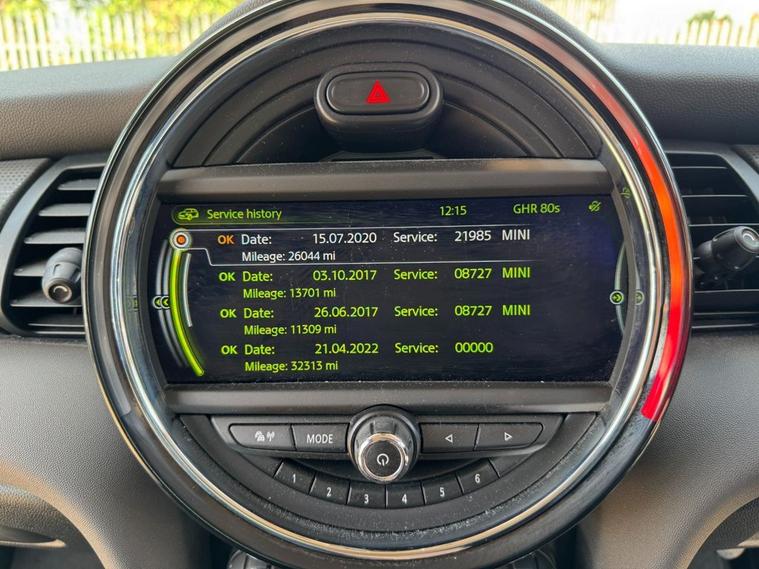 Service history 12:15 GHR 80s
OK Date: 15.07.2020 Service: 21985 MINI
Mileage: 26044 mi
OK Date: 03.10.2017 Service: 08727 MINI
Mileage: 13701 mi
OK Date: 26.06.2017 Service: 08727 MINI
Mileage: 11309 mi
OK Date: 21.04.2022 Service: 00000
Mileage: 32313 mi
MODE
1 2 3 4 5 6